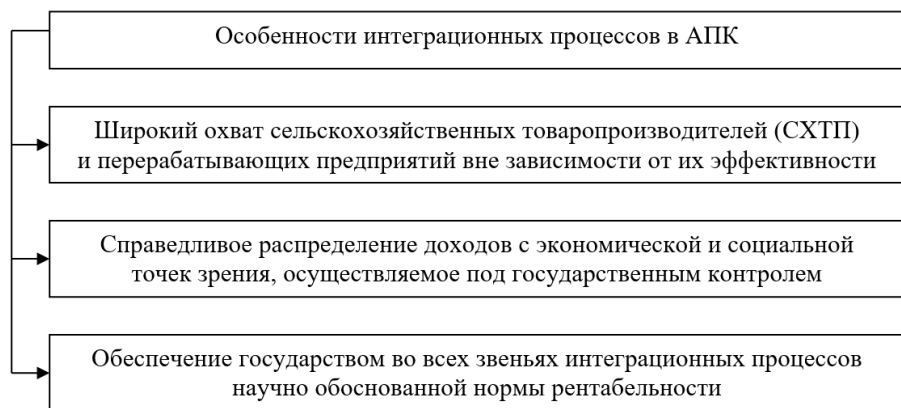 Особенности интеграционных процессов в АПК
Широкий охват сельскохозяйственных товаропроизводителей (СХТП)
и перерабатывающих предприятий вне зависимости от их эффективности
Справедливое распределение доходов с экономической и социальной
точек зрения, осуществляемое под государственным контролем
Обеспечение государством во всех звеньях интеграционных процессов
научно обоснованной нормы рентабельности